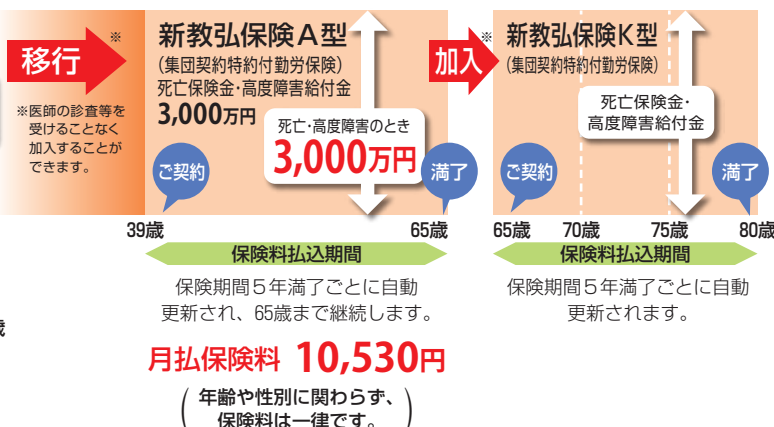 移行
※
※医師の診査等を
受けることなく
加入することが
できます。
新教弘保険A型
(集団契約特約付勤労保険)
死亡保険金・高度障害給付金
3,000万円
死亡・高度障害のとき
3,000万円
ご契約
満了
39歳
65歳
保険料払込期間
保険期間5年満了ごとに自動
更新され、65歳まで継続します。
月払保険料 10,530円
(年齢や性別に関わらず、
保険料は一律です。)
加入
※
新教弘保険K型
(集団契約特約付勤労保険)
死亡保険金・
高度障害給付金
ご契約
満了
65歳
70歳
75歳
80歳
保険料払込期間
保険期間5年満了ごとに自動
更新されます。
歳